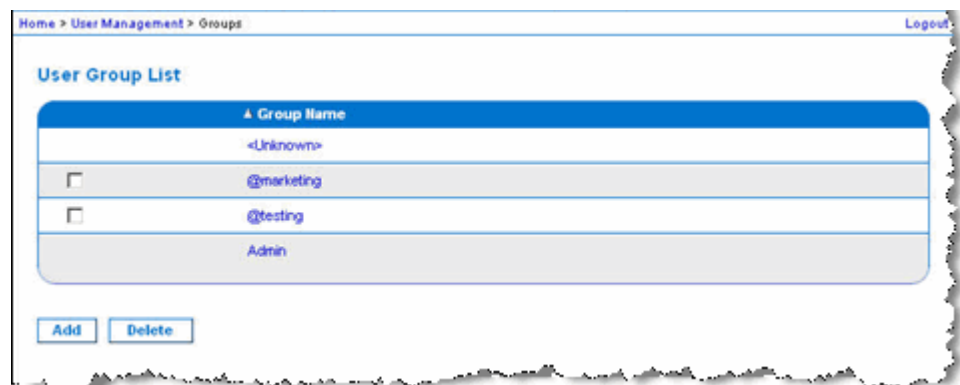 Home > User Management > Groups Logout
User Group List
▲ Group Name
<Unknown>
@marketing
@testing
Admin
Add Delete